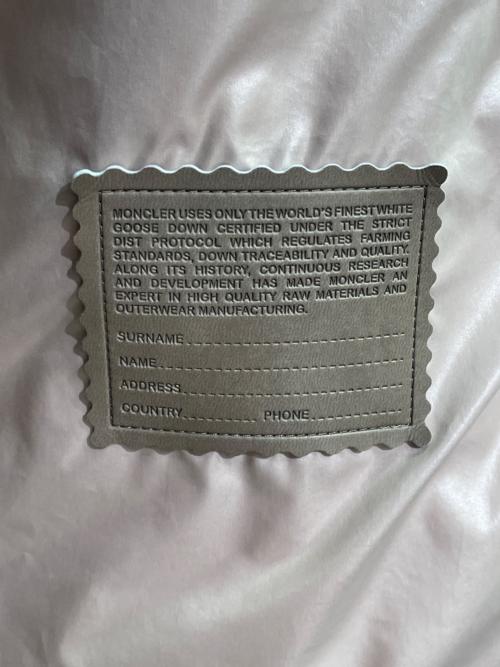 MONCLER USES ONLY THE WORLD'S FINEST WHITE
GOOSE DOWN CERTIFIED UNDER THE STRICT
DIST PROTOCOL WHICH REGULATES FARMING
STANDARDS, DOWN TRACEABILITY AND QUALITY.
ALONG ITS HISTORY, CONTINUOUS RESEARCH
AND DEVELOPMENT HAS MADE MONCLER AN
EXPERT IN HIGH QUALITY RAW MATERIALS AND
OUTERWEAR MANUFACTURING.
SURNAME
NAME
ADDRESS
COUNTRY PHONE